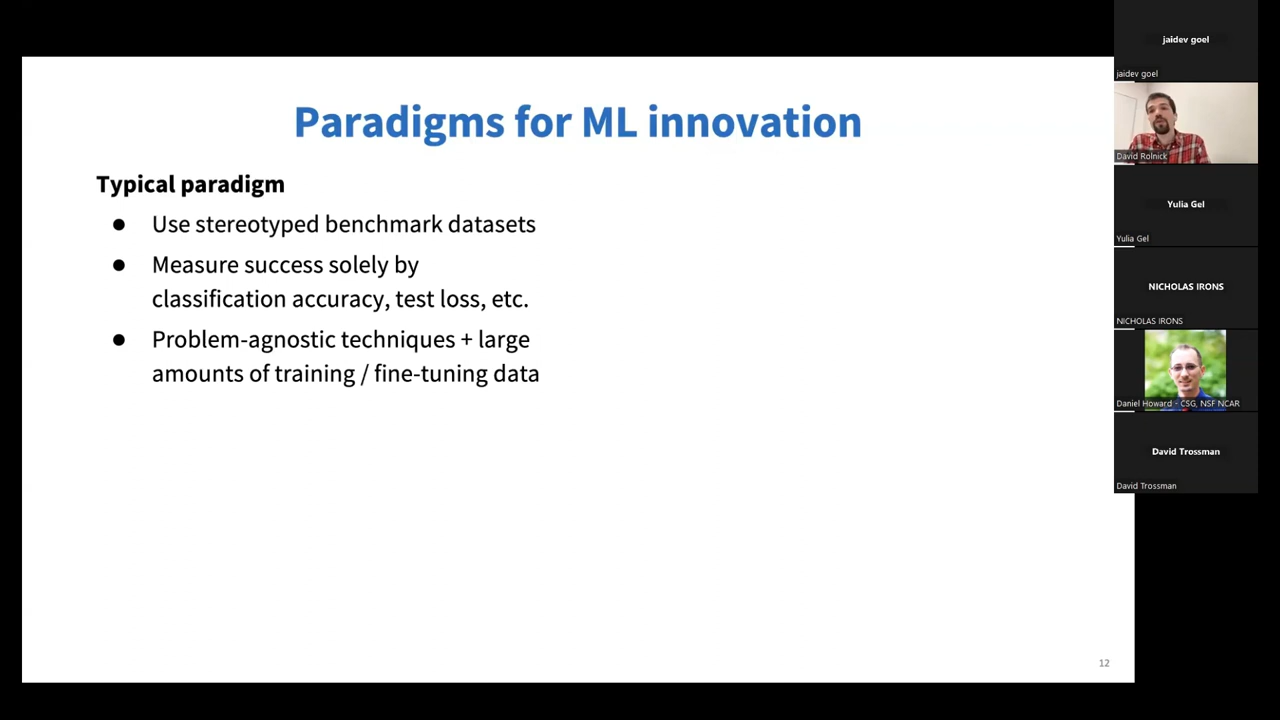 Paradigms for ML innovation
Typical paradigm
● Use stereotyped benchmark datasets
● Measure success solely by
classification accuracy, test loss, etc.
● Problem-agnostic techniques + large
amounts of training / fine-tuning data
12
jaidev goel
jaidev goel
David Rolnick
Yulia Gel
Yulia Gel
NICHOLAS IRONS
NICHOLAS IRONS
Daniel Howard - CSG, NSF NCAR
David Trossman
David Trossman